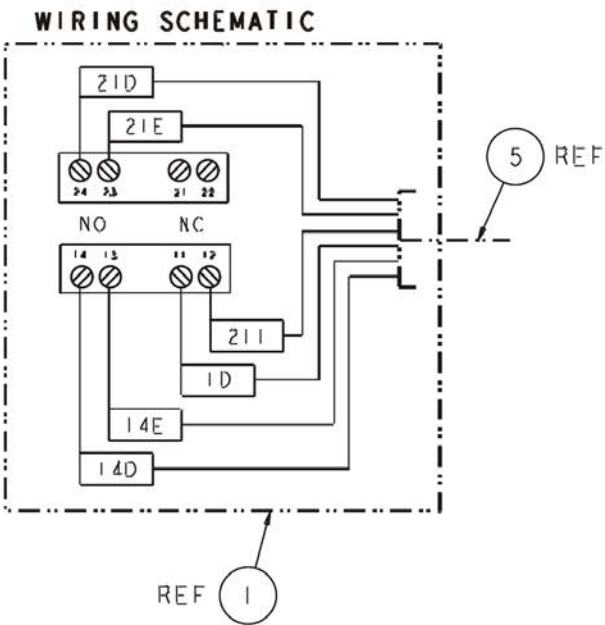 WIRING SCHEMATIC
21D
21E
5 REF
24 23 21 22
NO NC
14 13 11 12
211
1D
14E
14D
REF 1